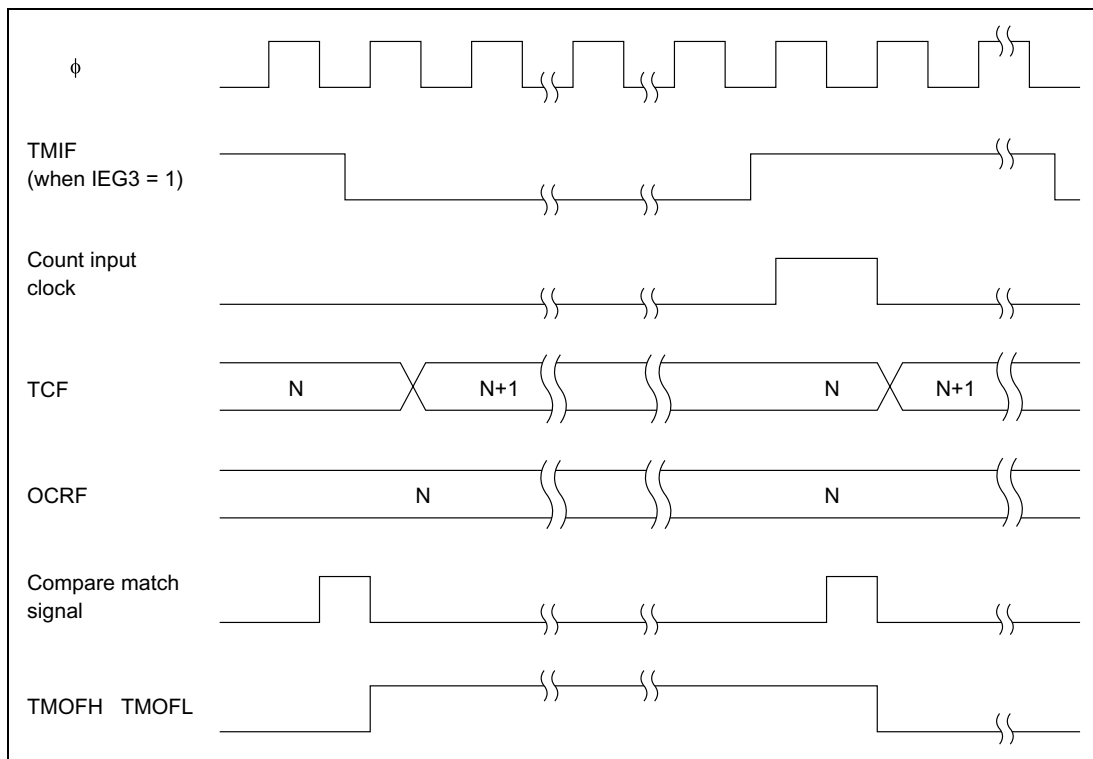 ϕ
TMIF
(when IEG3 = 1)
Count input
clock
TCF
N
N+1
N
N+1
OCRF
N
N
Compare match
signal
TMOFH TMOFL